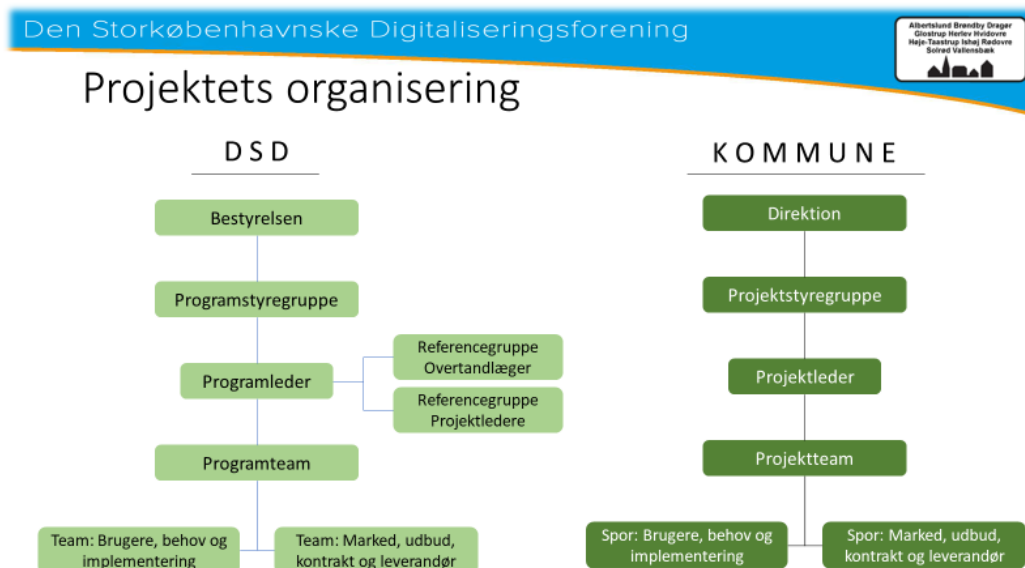 Den Storkøbenhavnske Digitaliseringsforening
Albertslund Brøndby Dragør
Glostrup Herlev Hvidovre
Høje-Taastrup Ishøj Rødovre
Solrød Vallensbæk
Projektets organisering
DSD
Bestyrelsen
Programstyregruppe
Programleder
Referencegruppe
Overtandlæger
Referencegruppe
Projektledere
Programteam
Team: Brugere, behov og
implementering
Team: Marked, udbud,
kontrakt og leverandør
KOMMUNE
Direktion
Projektstyregruppe
Projektleder
Projektteam
Spor: Brugere, behov og
implementering
Spor: Marked, udbud,
kontrakt og leverandør